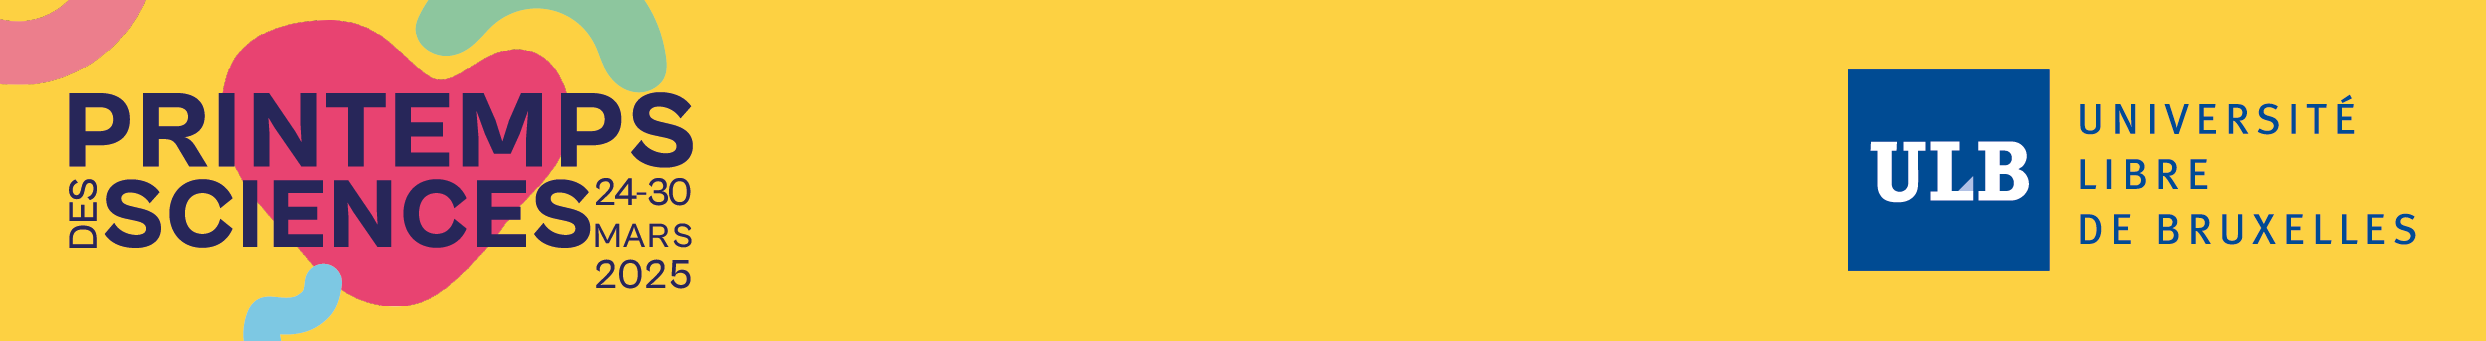 PRINTEMPS
DES SCIENCES
24-30
MARS
2025
ULB
UNIVERSITÉ
LIBRE
DE BRUXELLES